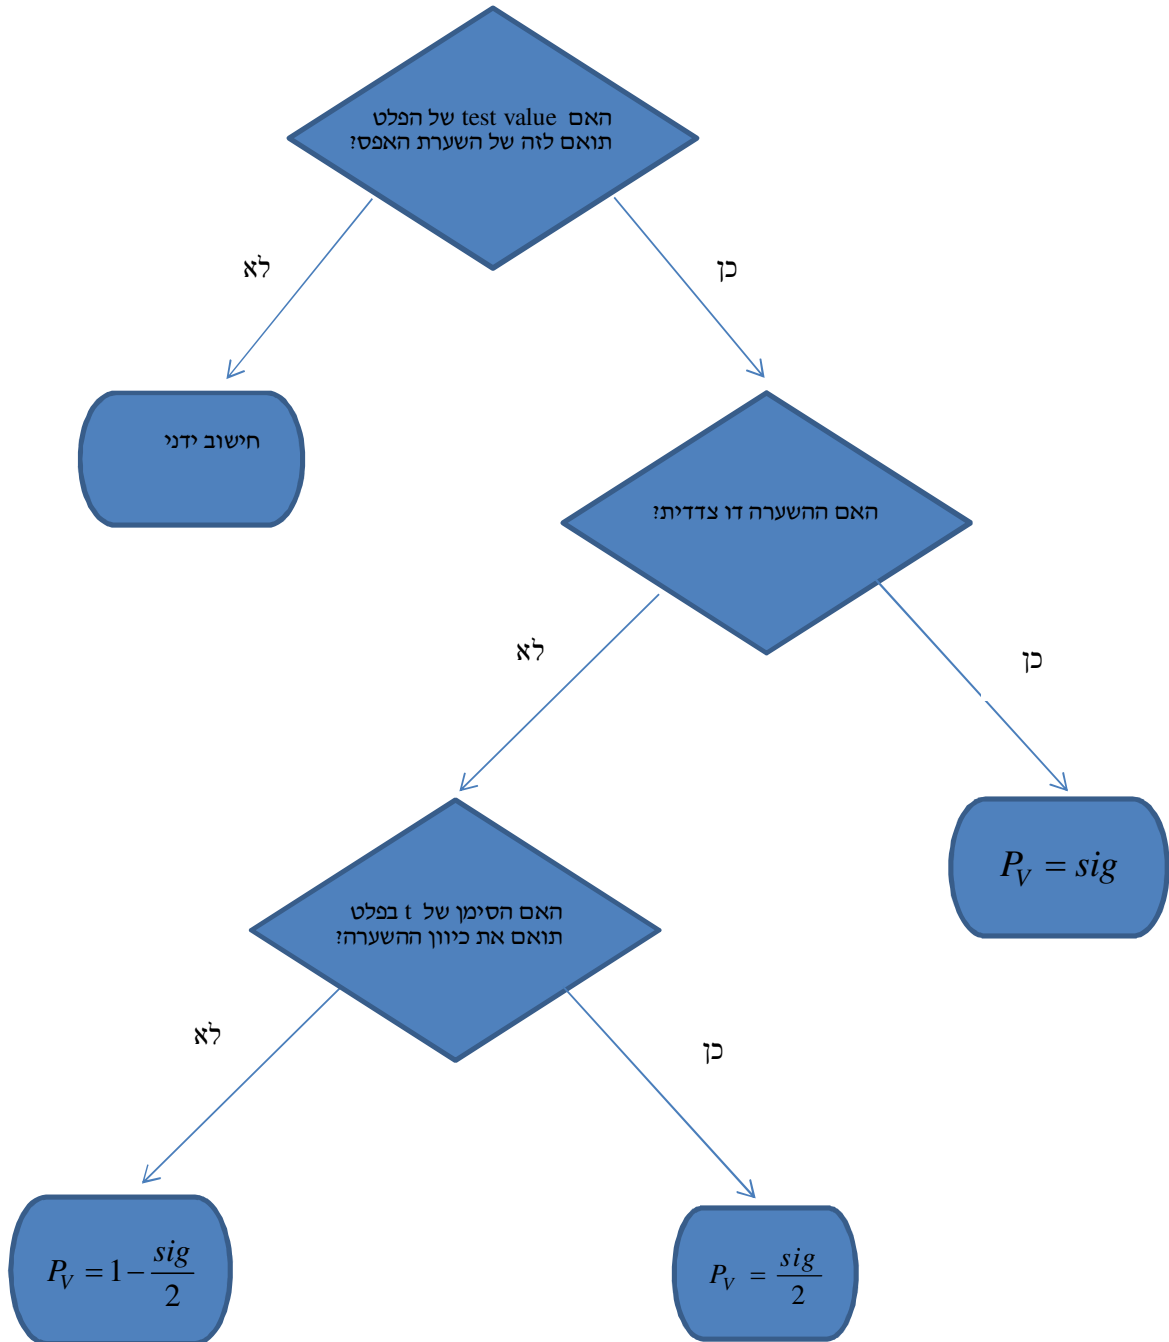 האם test value של הפלט
תואם לזה של השערת האפס?
לא
כן
חישוב ידני
האם ההשערה דו צדדית?
לא
כן
P_V = sig
האם הסימן של t בפלט
תואם את כיוון ההשערה?
לא
כן
P_V = 1 - sig/2
P_V = sig/2